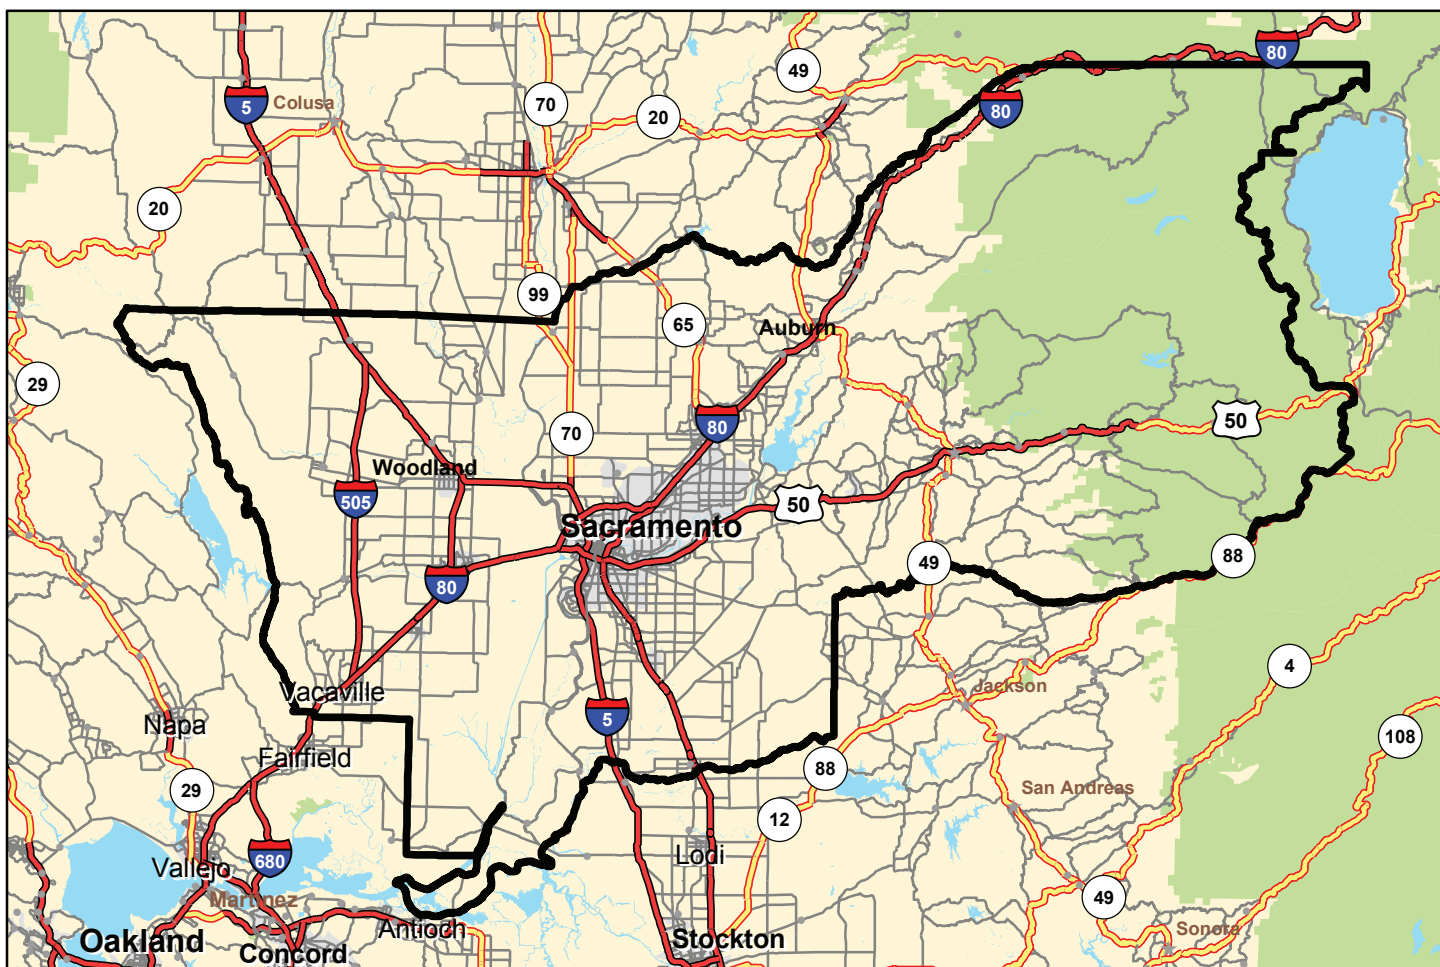 80
49
5
Colusa
70
20
80
20
99
65
Auburn
29
80
50
70
Woodland
505
50
Sacramento
88
49
80
4
Jackson
Vacaville
5
Napa
108
Fairfield
88
San Andreas
29
12
Lodi
680
Vallejo
49
Martinez
Antioch
Sonora
Oakland
Stockton
Concord